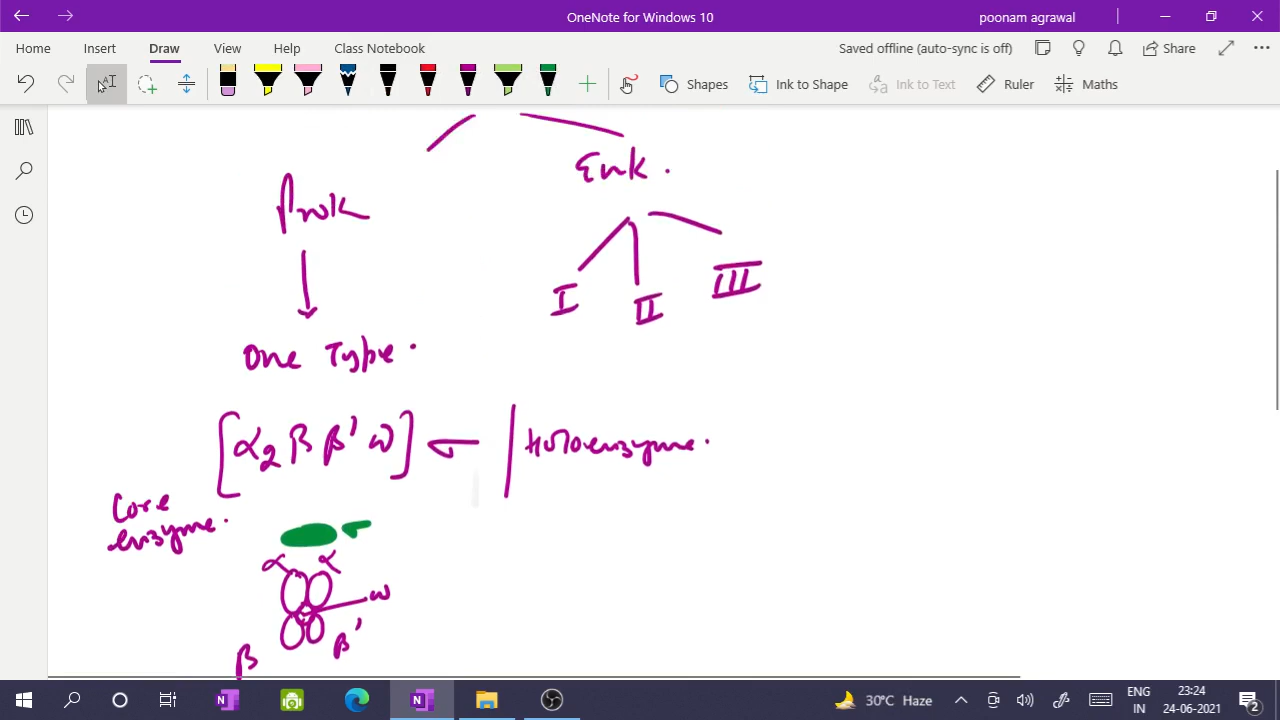 OneNote for Windows 10
poonam agrawal
Home Insert Draw View Help Class Notebook
Saved offline (auto-sync is off)
Share
Shapes
Ink to Shape
Ink to Text
Ruler
Maths
Prok
Euk.
I II III
One Type.
[α2 β β' ω] ← | Holoenzyme.
Core
enzyme.
α α
ω
β β'
30°C Haze
ENG
IN
23:24
24-06-2021
2